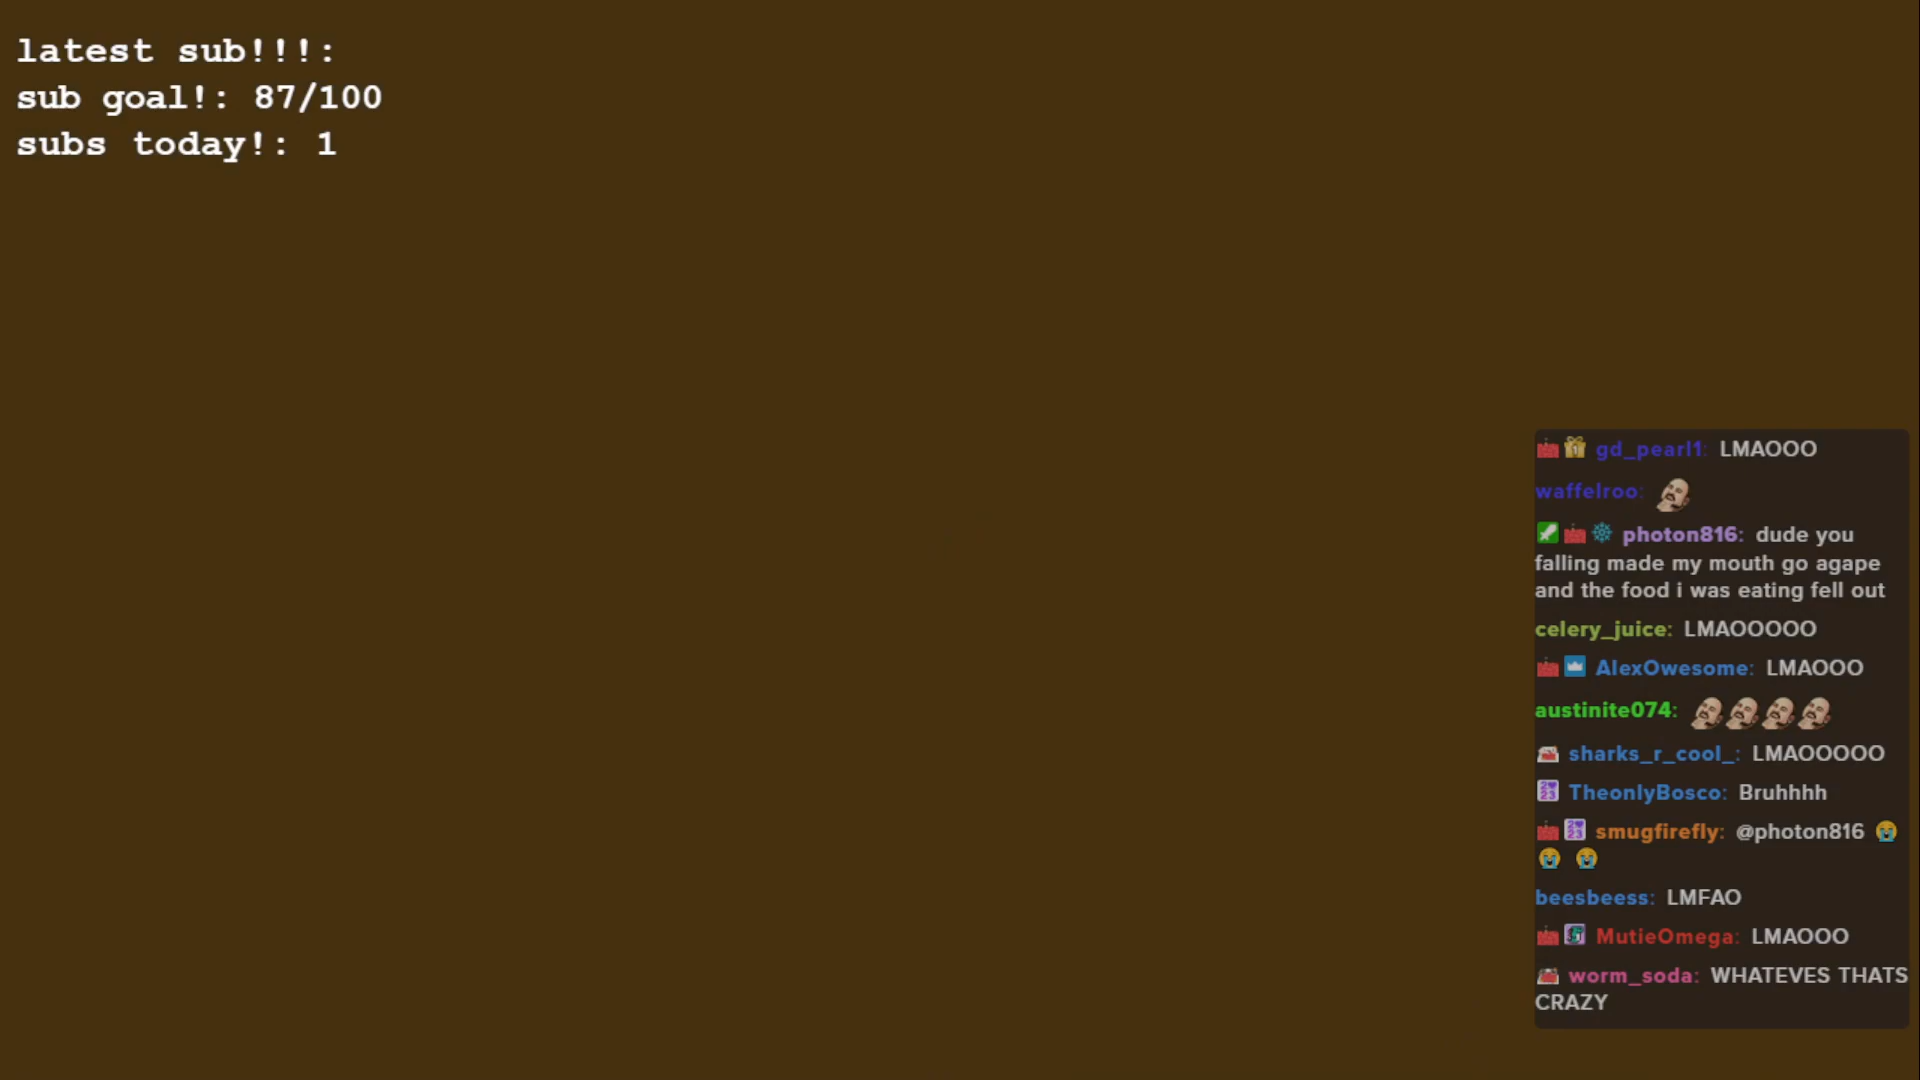 latest sub!!!:
sub goal!: 87/100
subs today!: 1
gd_pearl1: LMAOOO
waffelroo:
photon816: dude you
falling made my mouth go agape
and the food i was eating fell out
celery_juice: LMAOOOOO
AlexOwesome: LMAOOO
austinite074:
sharks_r_cool_: LMAOOOOO
TheonlyBosco: Bruhhhh
smugfirefly: @photon816 😭
😭 😭
beesbeess: LMFAO
MutieOmega: LMAOOO
worm_soda: WHATEVES THATS
CRAZY